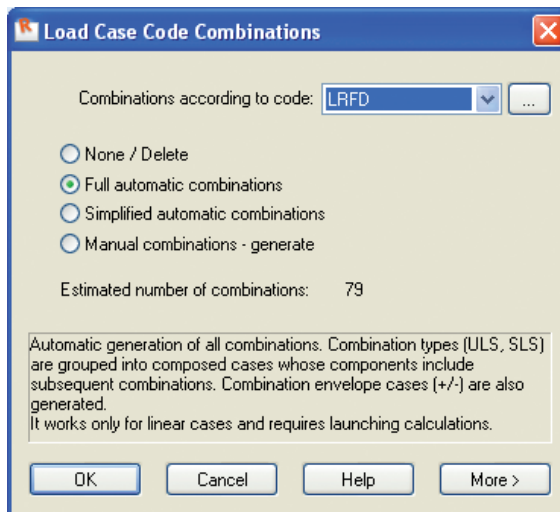 Load Case Code Combinations
Combinations according to code: LRFD ...
None / Delete
Full automatic combinations
Simplified automatic combinations
Manual combinations - generate
Estimated number of combinations: 79
Automatic generation of all combinations. Combination types (ULS, SLS)
are grouped into composed cases whose components include
subsequent combinations. Combination envelope cases (+/-) are also
generated.
It works only for linear cases and requires launching calculations.
OK Cancel Help More >